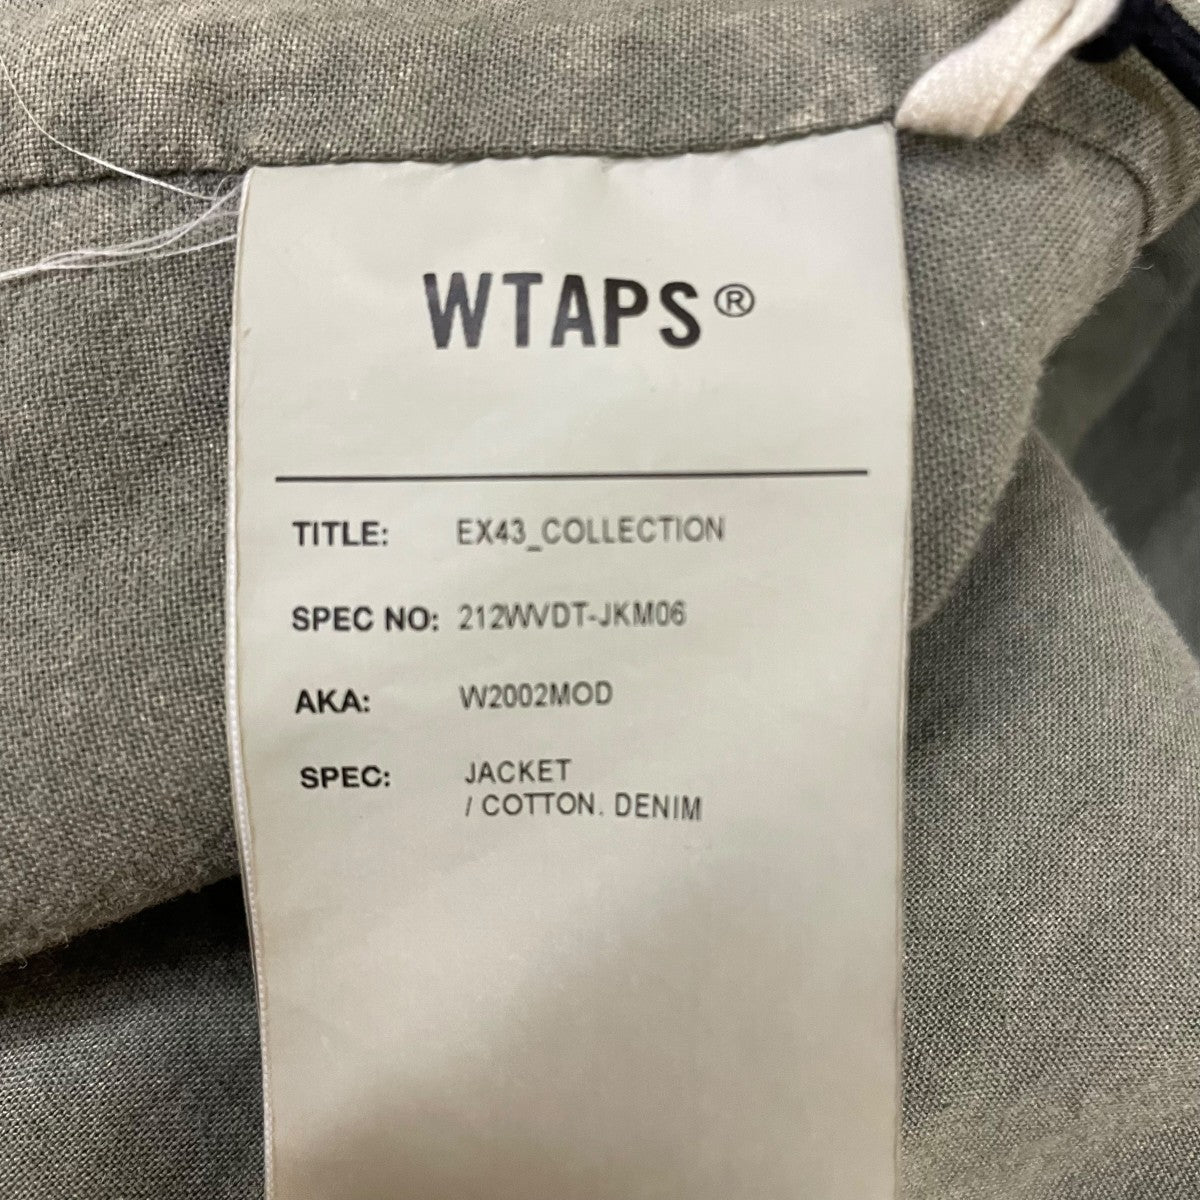 WTAPS®
TITLE: EX43_COLLECTION
SPEC NO: 212WVDT-JKM06
AKA: W2002MOD
SPEC: JACKET
/ COTTON. DENIM